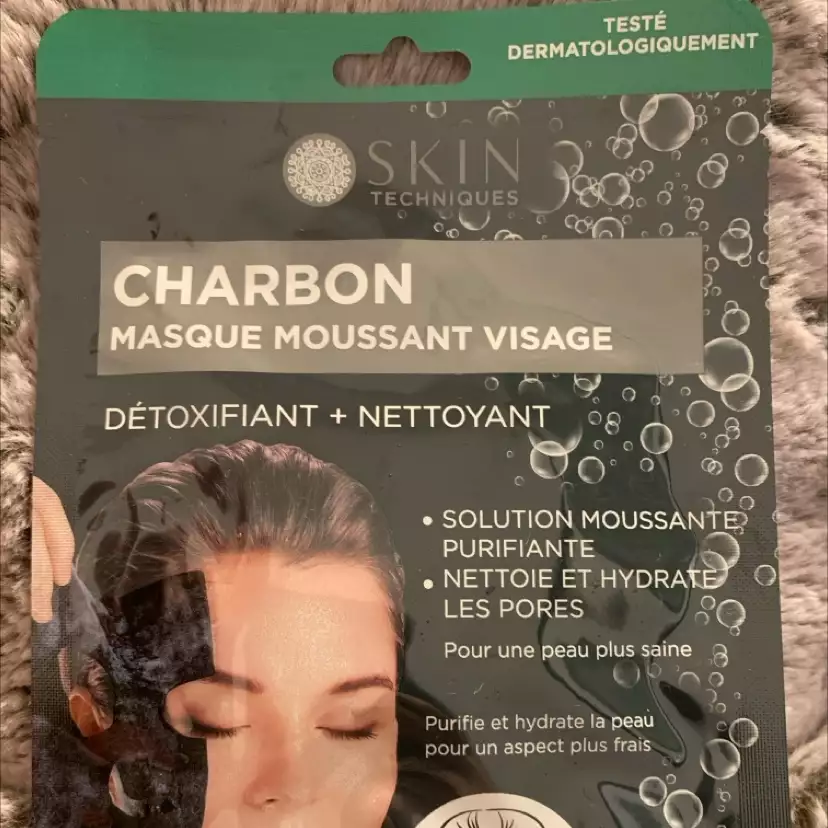 TESTÉ
DERMATOLOGIQUEMENT
SKIN
TECHNIQUES
CHARBON
MASQUE MOUSSANT VISAGE
DÉTOXIFIANT + NETTOYANT
• SOLUTION MOUSSANTE
PURIFIANTE
• NETTOIE ET HYDRATE
LES PORES
Pour une peau plus saine
Purifie et hydrate la peau
pour un aspect plus frais